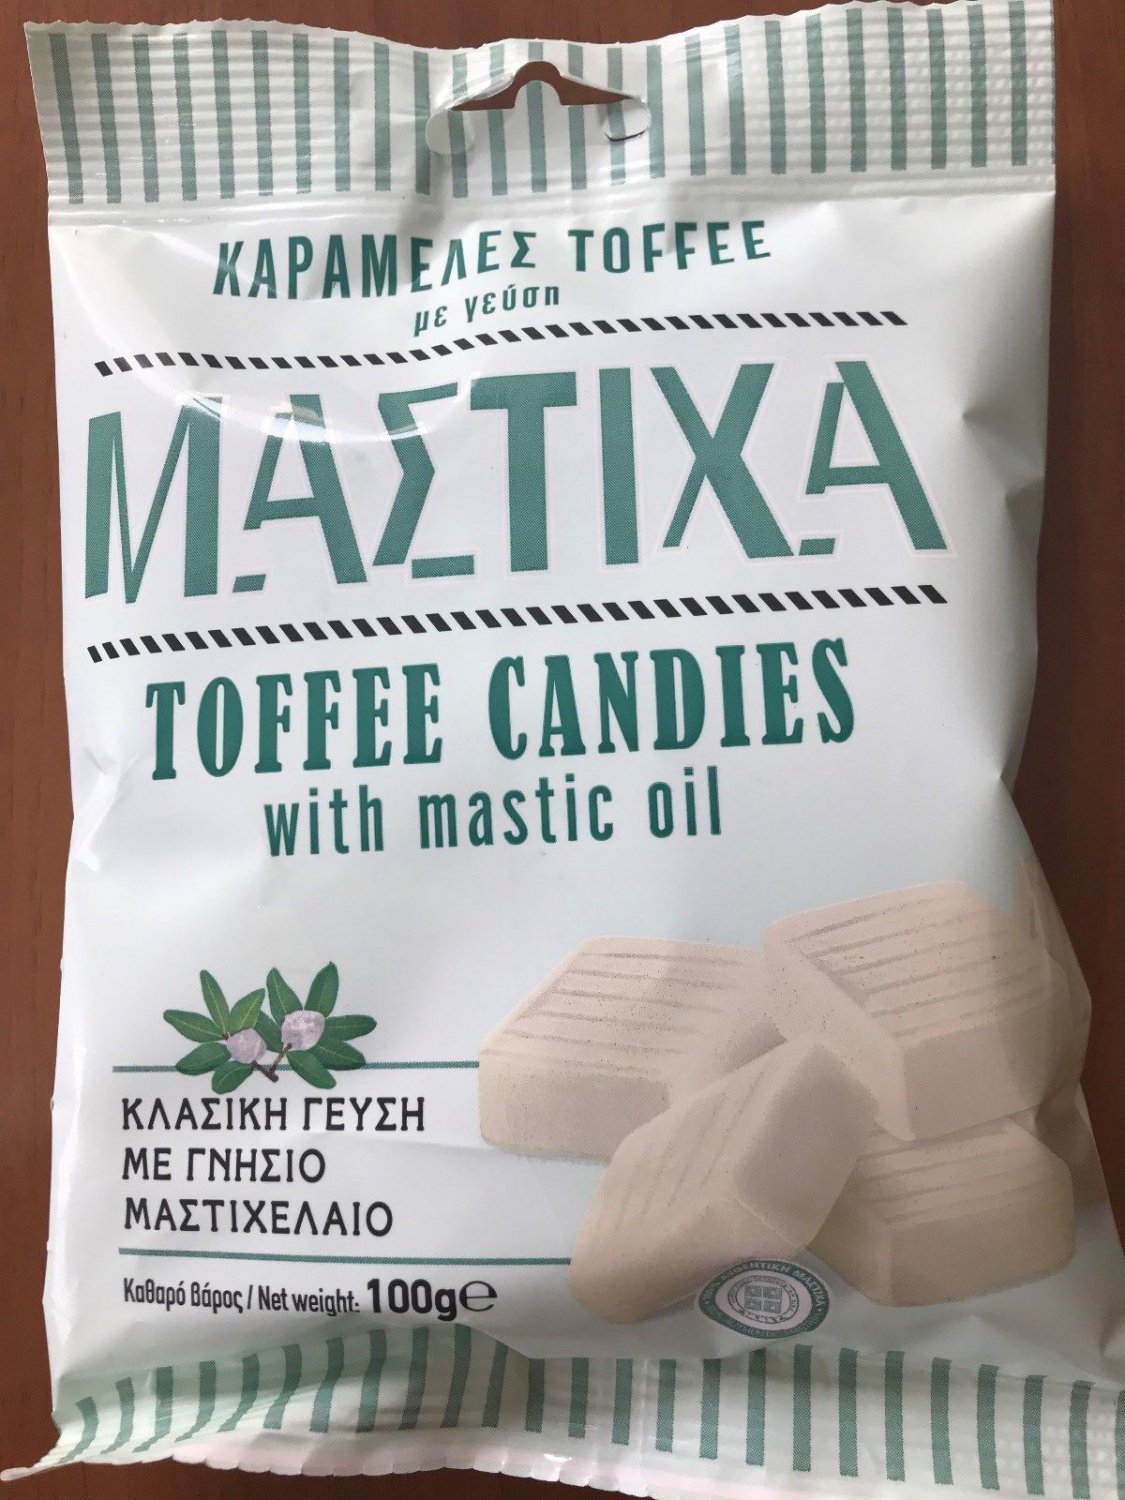 ΚΑΡΑΜΕΛΕΣ TOFFEE
με γεύση
ΜΑΣΤΙΧΑ
TOFFEE CANDIES
with mastic oil
ΚΛΑΣΙΚΗ ΓΕΥΣΗ
ΜΕ ΓΝΗΣΙΟ
ΜΑΣΤΙΧΕΛΑΙΟ
Καθαρό Βάρος / Net weight: 100g℮